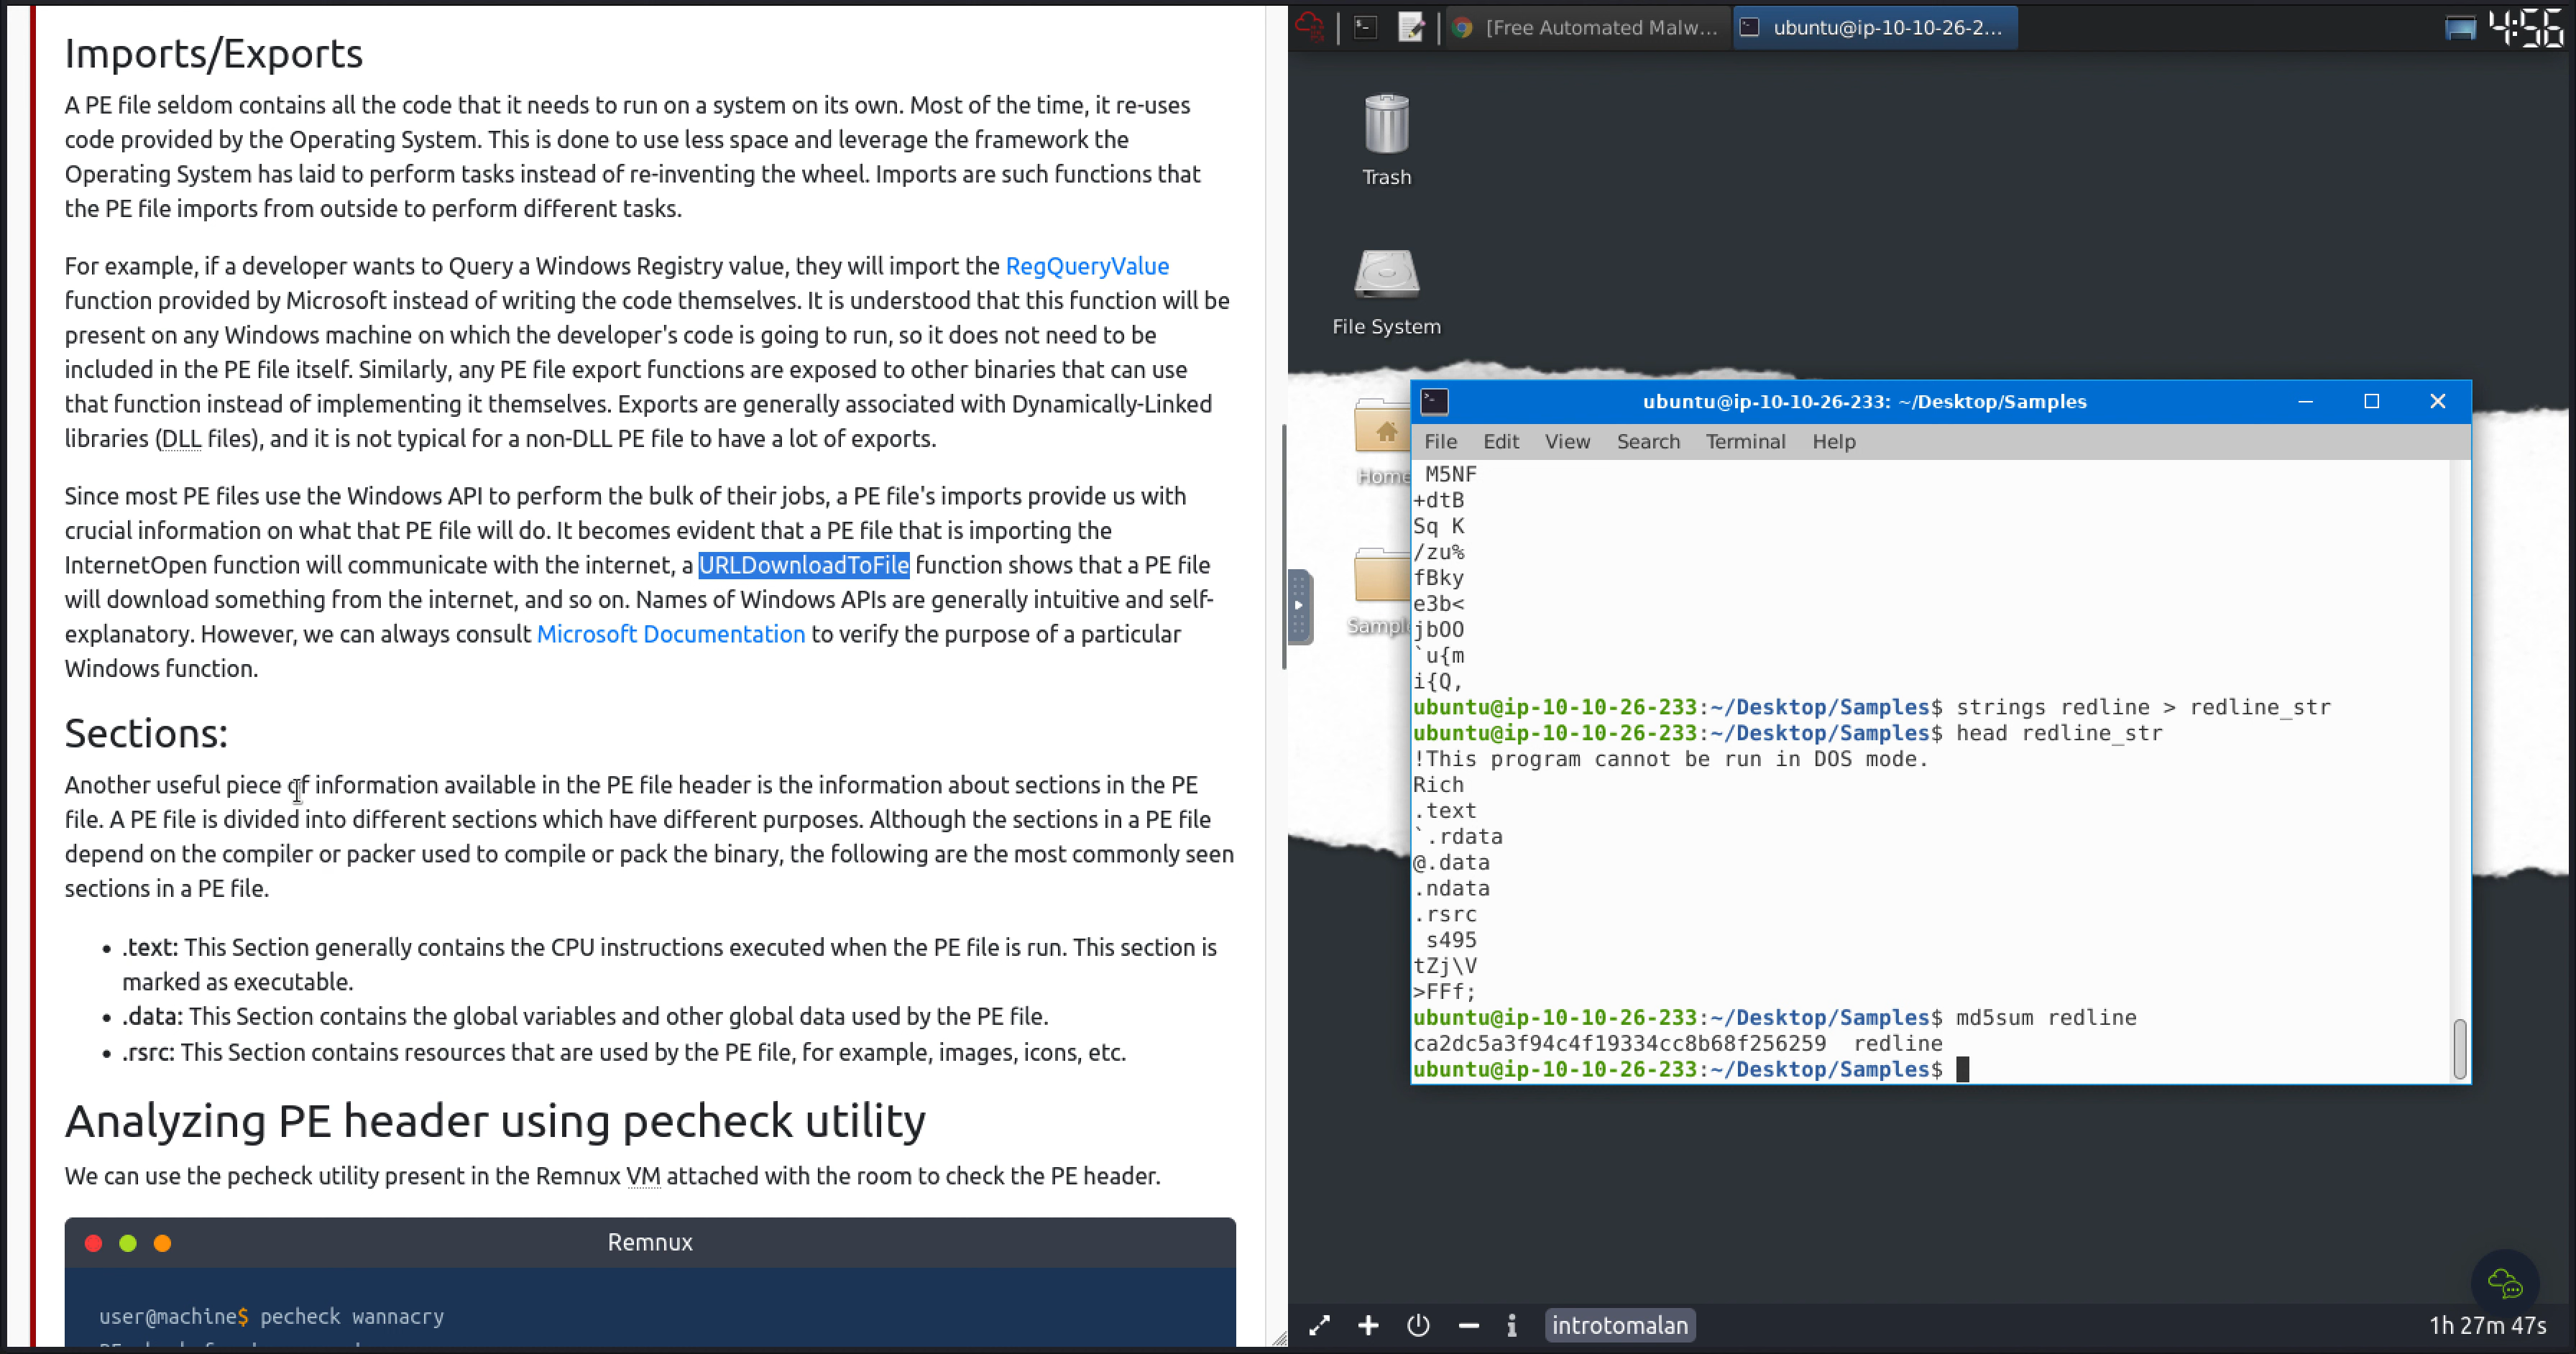 Imports/Exports
A PE file seldom contains all the code that it needs to run on a system on its own. Most of the time, it re-uses
code provided by the Operating System. This is done to use less space and leverage the framework the
Operating System has laid to perform tasks instead of re-inventing the wheel. Imports are such functions that
the PE file imports from outside to perform different tasks.
For example, if a developer wants to Query a Windows Registry value, they will import the RegQueryValue
function provided by Microsoft instead of writing the code themselves. It is understood that this function will be
present on any Windows machine on which the developer's code is going to run, so it does not need to be
included in the PE file itself. Similarly, any PE file export functions are exposed to other binaries that can use
that function instead of implementing it themselves. Exports are generally associated with Dynamically-Linked
libraries (DLL files), and it is not typical for a non-DLL PE file to have a lot of exports.
Since most PE files use the Windows API to perform the bulk of their jobs, a PE file's imports provide us with
crucial information on what that PE file will do. It becomes evident that a PE file that is importing the
InternetOpen function will communicate with the internet, a URLDownloadToFile function shows that a PE file
will download something from the internet, and so on. Names of Windows APIs are generally intuitive and self-
explanatory. However, we can always consult Microsoft Documentation to verify the purpose of a particular
Windows function.
Sections:
Another useful piece of information available in the PE file header is the information about sections in the PE
file. A PE file is divided into different sections which have different purposes. Although the sections in a PE file
depend on the compiler or packer used to compile or pack the binary, the following are the most commonly seen
sections in a PE file.
• .text: This Section generally contains the CPU instructions executed when the PE file is run. This section is
marked as executable.
• .data: This Section contains the global variables and other global data used by the PE file.
• .rsrc: This Section contains resources that are used by the PE file, for example, images, icons, etc.
Analyzing PE header using pecheck utility
We can use the pecheck utility present in the Remnux VM attached with the room to check the PE header.
Remnux
user@machine$ pecheck wannacry
[Free Automated Malw...
ubuntu@ip-10-10-26-2...
4:56
Trash
File System
Home
Sampl
ubuntu@ip-10-10-26-233: ~/Desktop/Samples
File Edit View Search Terminal Help
M5NF
+dtB
Sq K
/zu%
fBky
e3b<
jbOO
`u{m
i{Q,
ubuntu@ip-10-10-26-233:~/Desktop/Samples$ strings redline > redline_str
ubuntu@ip-10-10-26-233:~/Desktop/Samples$ head redline_str
!This program cannot be run in DOS mode.
Rich
.text
`.rdata
@.data
.ndata
.rsrc
s495
tZj\V
>FFf;
ubuntu@ip-10-10-26-233:~/Desktop/Samples$ md5sum redline
ca2dc5a3f94c4f19334cc8b68f256259  redline
ubuntu@ip-10-10-26-233:~/Desktop/Samples$
introtomalan
1h 27m 47s